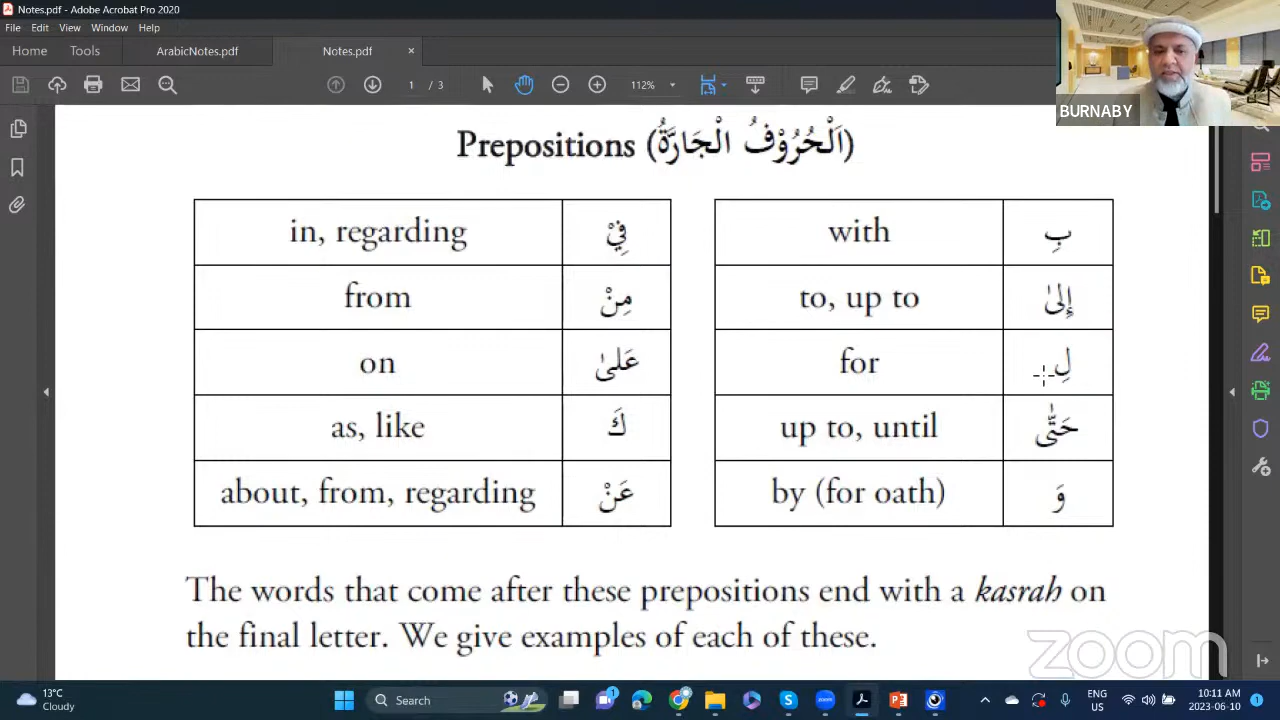 Notes.pdf - Adobe Acrobat Pro 2020
File Edit View Window Help
Home Tools ArabicNotes.pdf Notes.pdf ×
1 / 3 112%
BURNABY
Prepositions (اَلْحُرُوْفُ الْجَارَّةُ)
in, regarding فِيْ with بِ
from مِنْ to, up to إِلىٰ
on عَلىٰ for لِ
as, like كَ up to, until حَتّٰى
about, from, regarding عَنْ by (for oath) وَ
The words that come after these prepositions end with a kasrah on
the final letter. We give examples of each of these.
zoom
13°C
Cloudy
Search
1
ENG
US
10:11 AM
2023-06-10